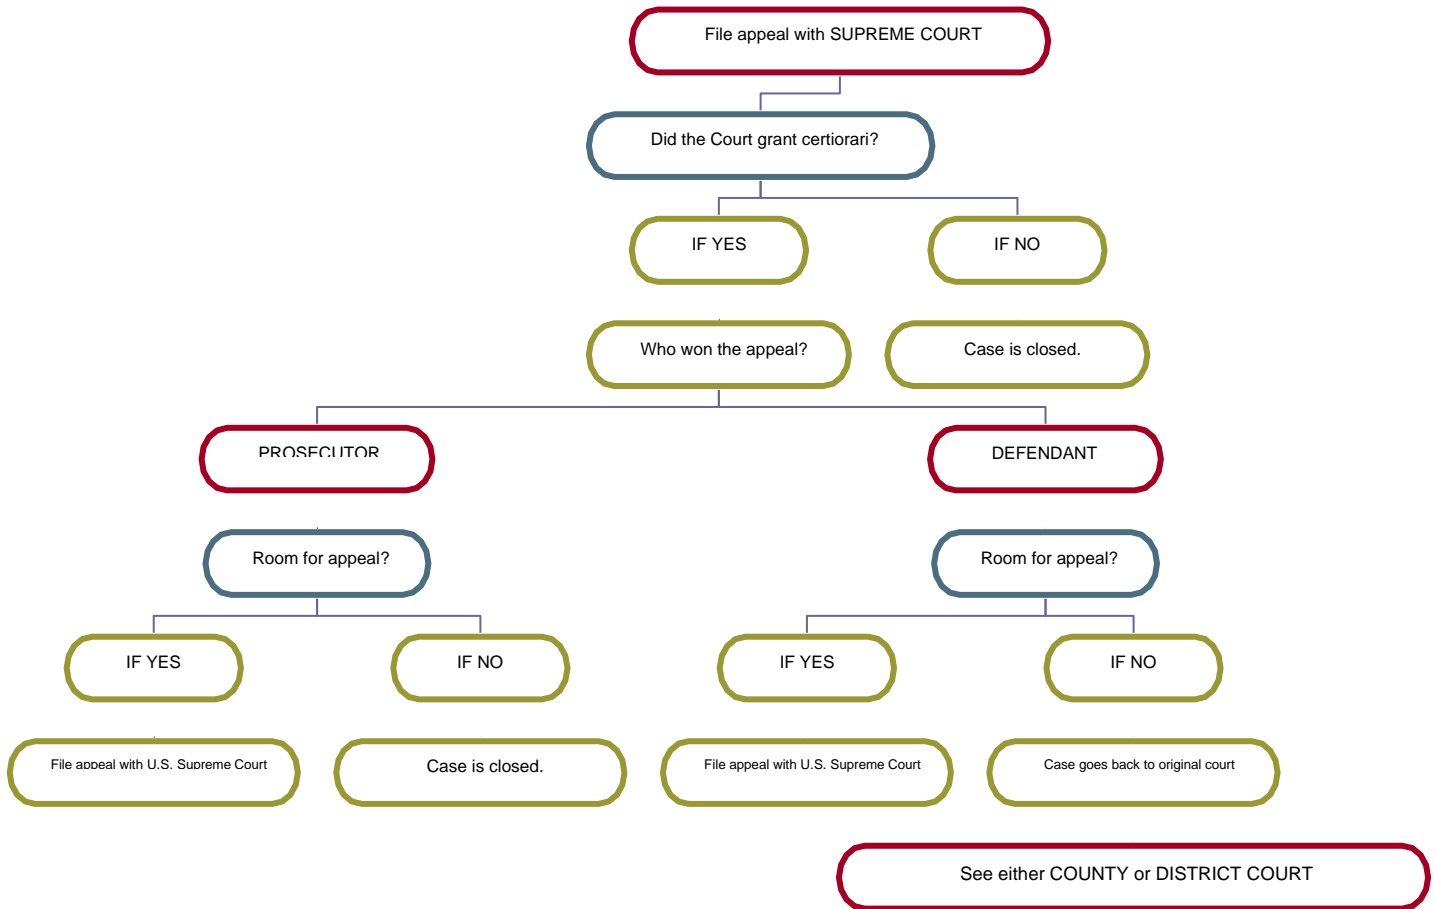 File appeal with SUPREME COURT
Did the Court grant certiorari?
IF YES
IF NO
Who won the appeal?
Case is closed.
PROSECUTOR
DEFENDANT
Room for appeal?
Room for appeal?
IF YES
IF NO
IF YES
IF NO
File appeal with U.S. Supreme Court
Case is closed.
File appeal with U.S. Supreme Court
Case goes back to original court
See either COUNTY or DISTRICT COURT